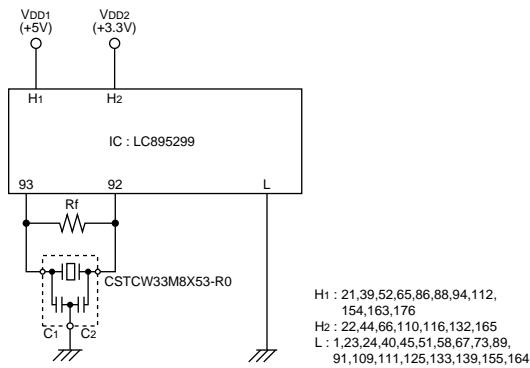 VDD1 VDD2
(+5V) (+3.3V)
H1 H2
IC : LC895299
93 92 L
Rf
CSTCW33M8X53-R0
C1 C2
H1 : 21,39,52,65,86,88,94,112,
154,163,176
H2 : 22,44,66,110,116,132,165
L : 1,23,24,40,45,51,58,67,73,89,
91,109,111,125,133,139,155,164